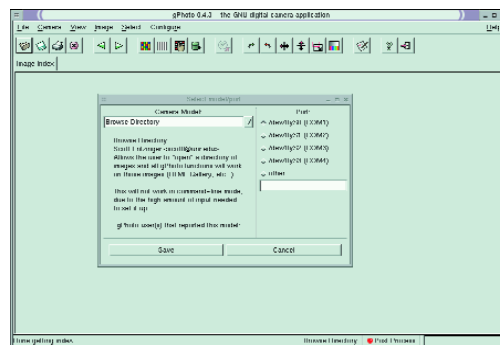 gPhoto 0.4.3 the GNU digital camera application
File Camera View Image Select Configure Help
Image Index
Select model/port
Camera Model:
Browse Directory
Browse Directory
Scott Fritzinger
Allows the user to "open" a directory of
images and all gPhoto functions will work
on those images (HTML Gallery, etc...)
This will not work in command-line mode,
due to the high amount of input needed
to set it up.
gPhoto user(s) that reported this model:
Port:
/dev/ttyS0 (COM1)
/dev/ttyS1 (COM2)
/dev/ttyS2 (COM3)
/dev/ttyS3 (COM4)
other
Save Cancel
Done getting index. Browse Directory Post Process